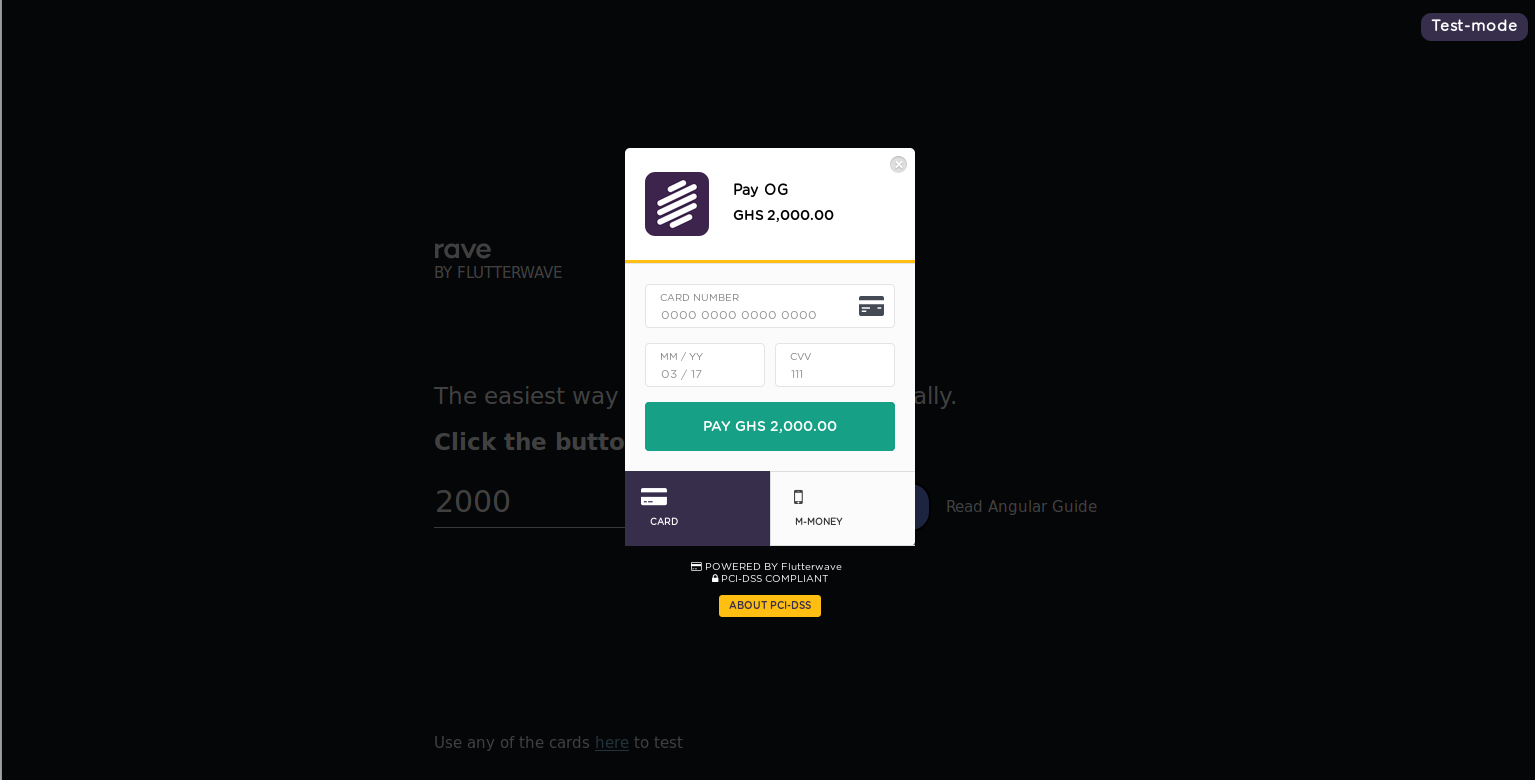 Test-mode
Pay OG
GHS 2,000.00
rave
BY FLUTTERWAVE
CARD NUMBER
0000 0000 0000 0000
MM / YY
03 / 17
CVV
111
The easiest way
ally.
PAY GHS 2,000.00
Click the butto
2000
Read Angular Guide
CARD
M-MONEY
POWERED BY Flutterwave
PCI-DSS COMPLIANT
ABOUT PCI-DSS
Use any of the cards here to test